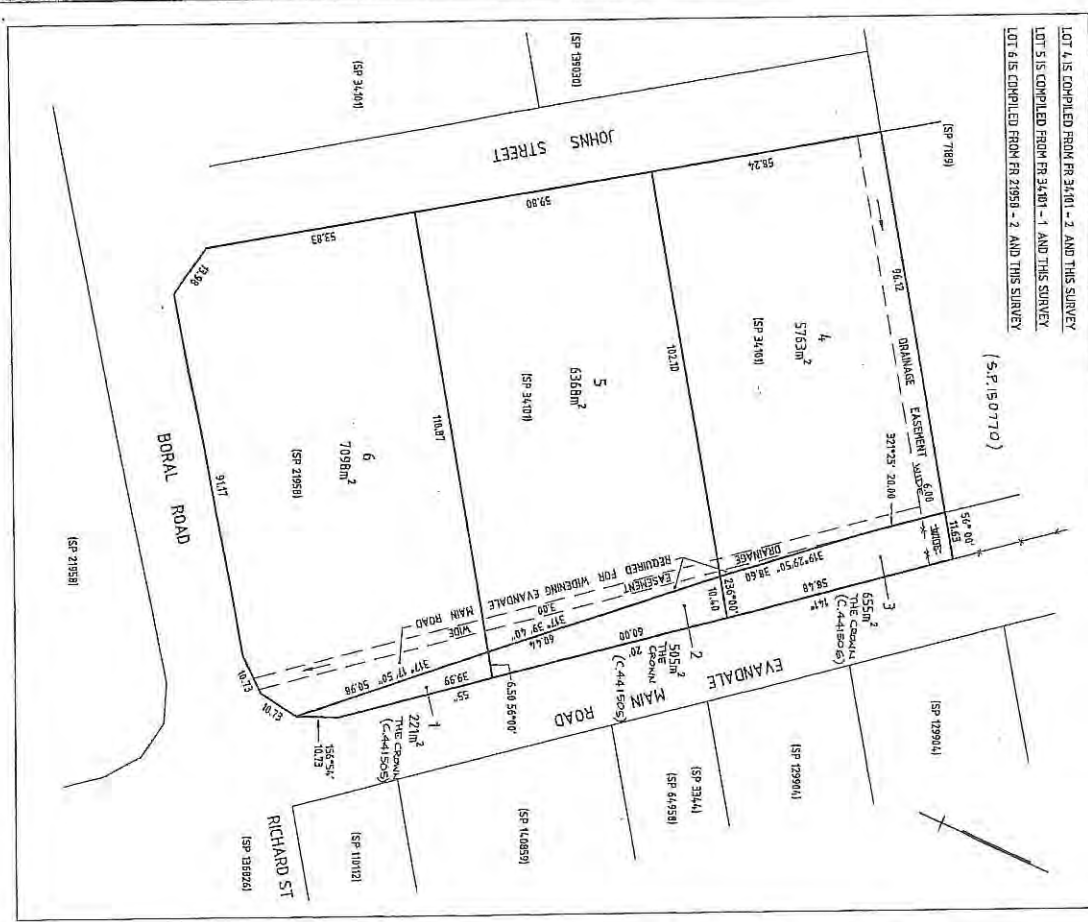 LOT 4 IS COMPILED FROM FR 34101 - 2 AND THIS SURVEY
LOT 5 IS COMPILED FROM FR 34101 - 1 AND THIS SURVEY
LOT 6 IS COMPILED FROM FR 21958 - 2 AND THIS SURVEY
(S.P.150770)
(SP 7189)
(SP 139030)
(SP 34101)
JOHNS STREET
58.24
59.80
53.83
13.98
96.12
DRAINAGE EASEMENT
6.00
WIDE
321°25' 20.00
56° 00'
11.63
WIDE
4
5763m²
(SP 34101)
102.10
5
6368m²
(SP 34101)
118.87
6
7098m²
(SP 21958)
91.17
BORAL ROAD
(SP 21958)
DRAINAGE EASEMENT
3.00
WIDE
REQUIRED FOR WIDENING EVANDALE MAIN ROAD
319°29'50" 38.60
236°00'
10.40
317° 39' 40"
60.44
317° 17' 50" 50.98
6.50 56°00'
3
655m²
THE CROWN
(C.441505)
58.48
141°
2
505m²
THE
CROWN
(C.441505)
60.00
20'
1
221m²
THE CROWN
(C.441505)
39.99
55"
10.73
10.73
156°54'
10.73
EVANDALE MAIN ROAD
(SP 129904)
(SP 129904)
(SP 3344)
(SP 64958)
(SP 140859)
(SP 110112)
RICHARD ST
(SP 136826)